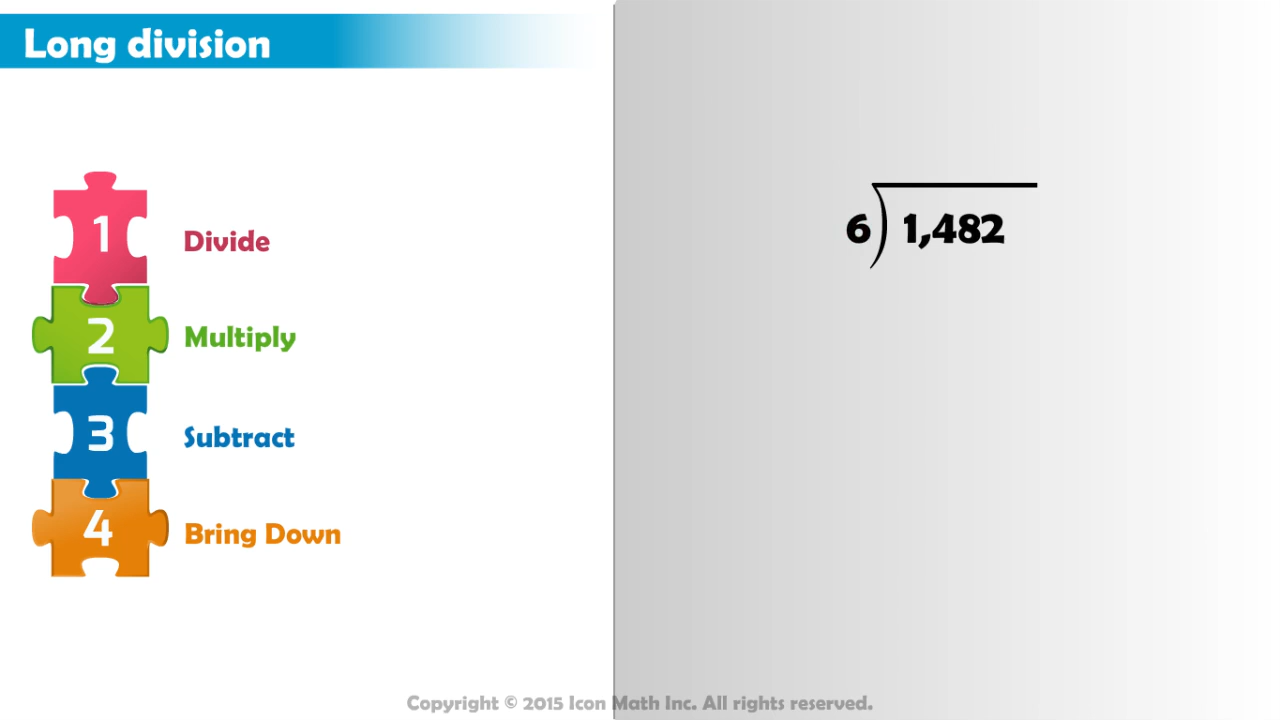 Long division
1
Divide
2
Multiply
3
Subtract
4
Bring Down
6 ) 1,482
Copyright © 2015 Icon Math Inc. All rights reserved.